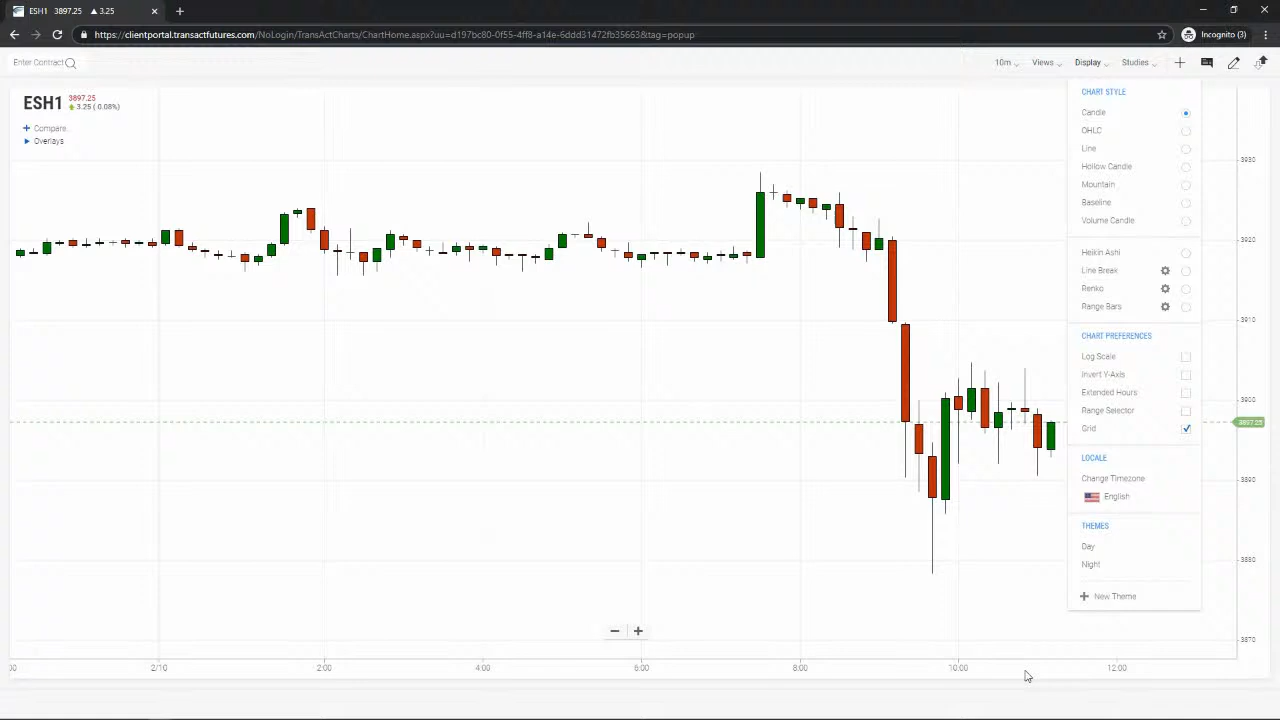 ESH1 3897.25 ▲ 3.25
https://clientportal.transactfutures.com/NoLogin/TransActCharts/ChartHome.aspx?uu=d197bc80-0f55-4ff8-a14e-6ddd31472fb35663&tag=popup
Incognito (3)
Enter Contract
10m
Views
Display
Studies
ESH1
3897.25
3.25 ( 0.08%)
Compare
Overlays
CHART STYLE
Candle
OHLC
Line
Hollow Candle
Mountain
Baseline
Volume Candle
Heikin Ashi
Line Break
Renko
Range Bars
CHART PREFERENCES
Log Scale
Invert Y-Axis
Extended Hours
Range Selector
Grid
LOCALE
Change Timezone
English
THEMES
Day
Night
New Theme
3930
3920
3910
3900
3897.25
3890
3880
3870
2/10
2:00
4:00
6:00
8:00
10:00
12:00